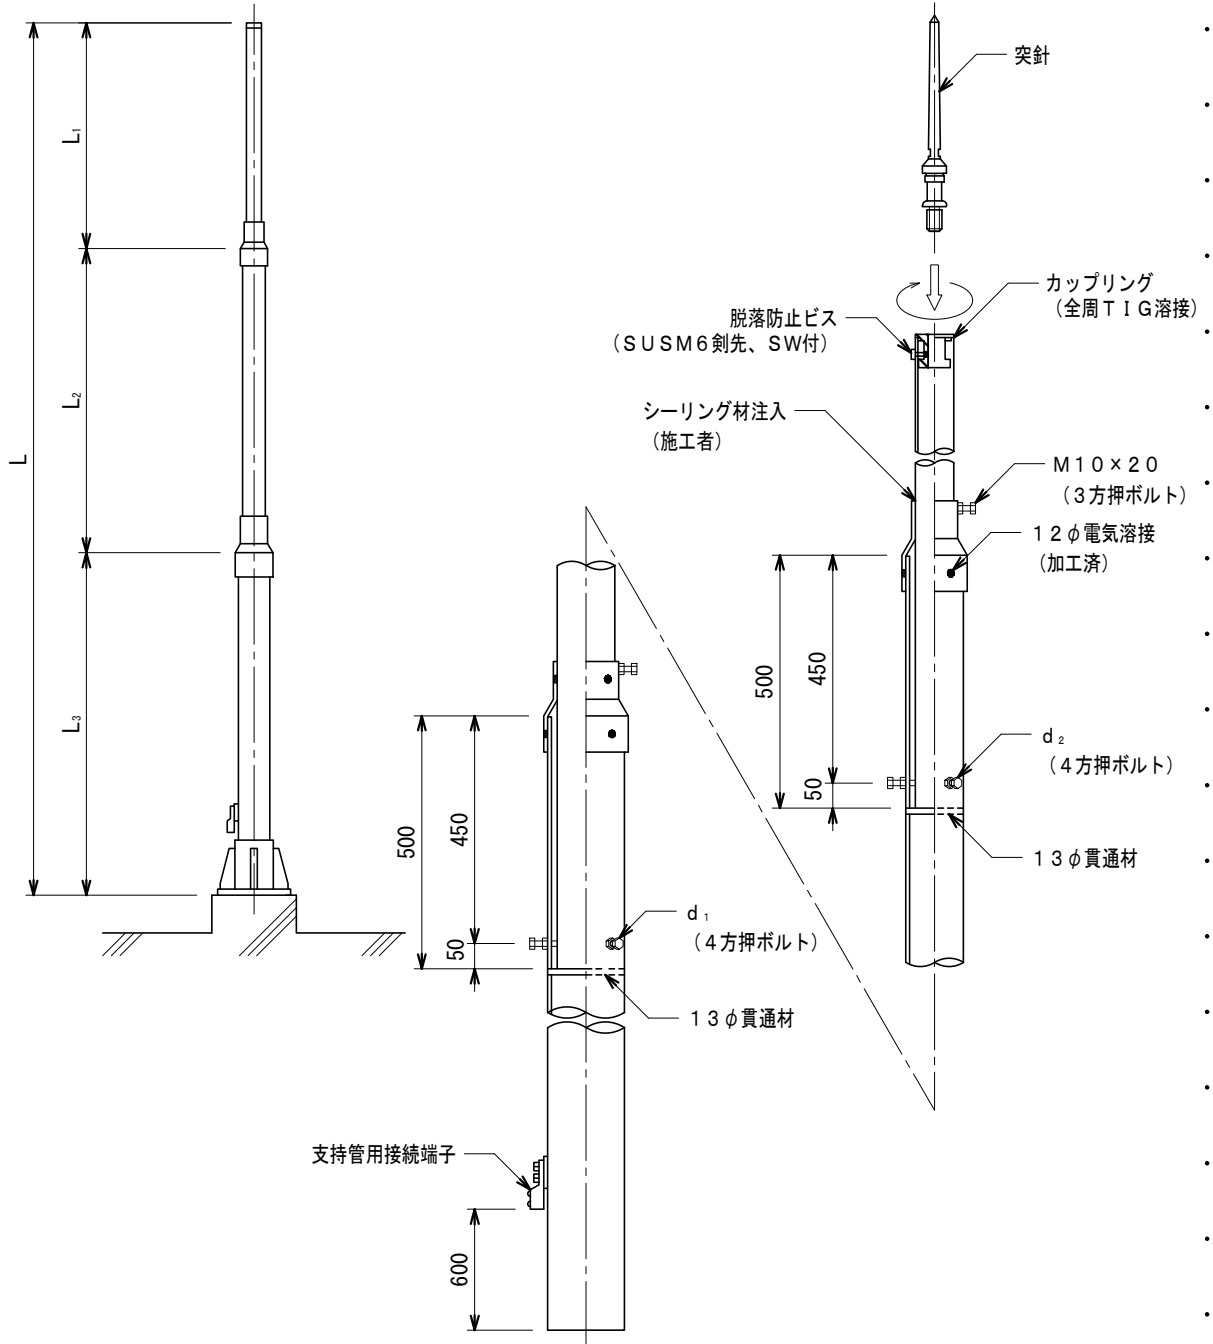 突針
カップリング
（全周ＴＩＧ溶接）
脱落防止ビス
（ＳＵＳＭ６剣先、SW付）
シーリング材注入
（施工者）
Ｍ１０×２０
（３方押ボルト）
１２φ電気溶接
（加工済）
L
L₁
L₂
L₃
500
450
50
d₂
（４方押ボルト）
１３φ貫通材
500
450
50
d₁
（４方押ボルト）
１３φ貫通材
支持管用接続端子
600